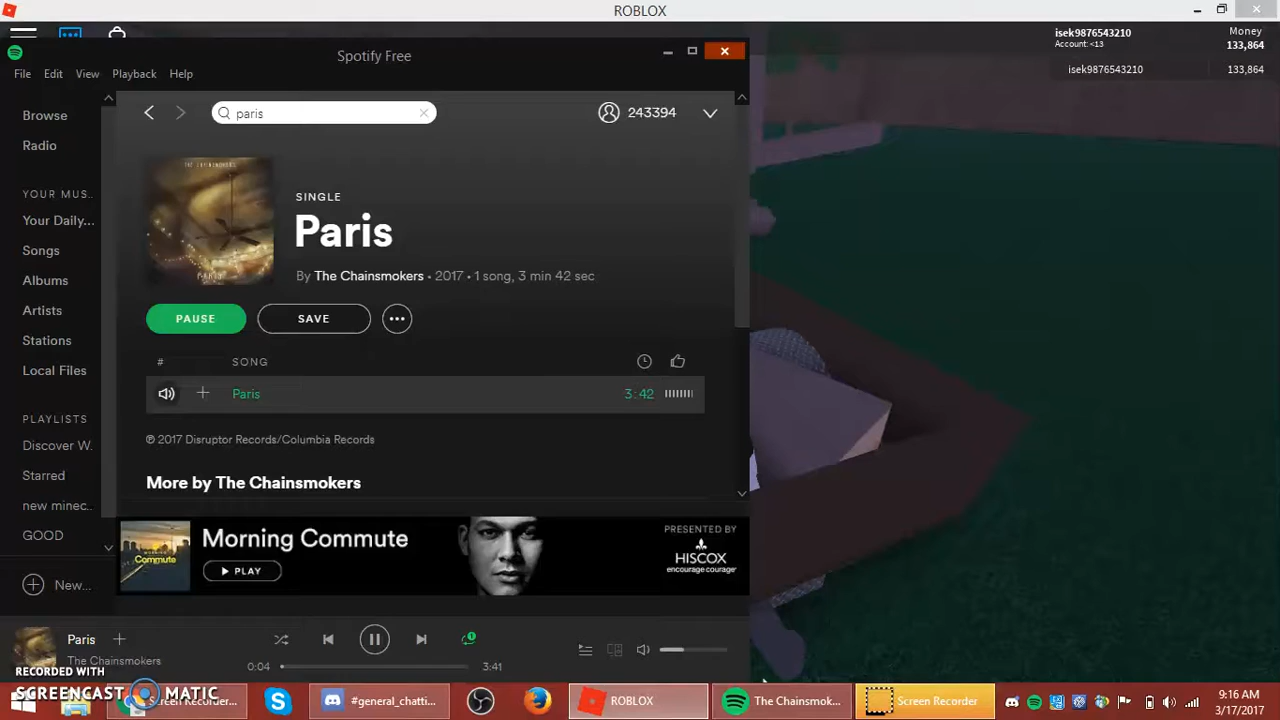 ROBLOX
isek9876543210
Account: <13
Money
133,864
isek9876543210
133,864
Spotify Free
File
Edit
View
Playback
Help
paris
243394
Browse
Radio
YOUR MUS..
Your Daily...
Songs
Albums
Artists
Stations
Local Files
PLAYLISTS
Discover W.
Starred
new minec..
GOOD
New...
THE CHAINSMOKERS
PARIS
SINGLE
Paris
By The Chainsmokers • 2017 • 1 song, 3 min 42 sec
PAUSE
SAVE
#
SONG
Paris
3:42
℗ 2017 Disruptor Records/Columbia Records
More by The Chainsmokers
Morning Commute
PLAY
Commute
PRESENTED BY
HISCOX
encourage courage
Paris
The Chainsmokers
0:04
3:41
RECORDED WITH
SCREENCAST MATIC
Screen Recorder...
#general_chatti...
ROBLOX
The Chainsmok...
Screen Recorder
9:16 AM
3/17/2017